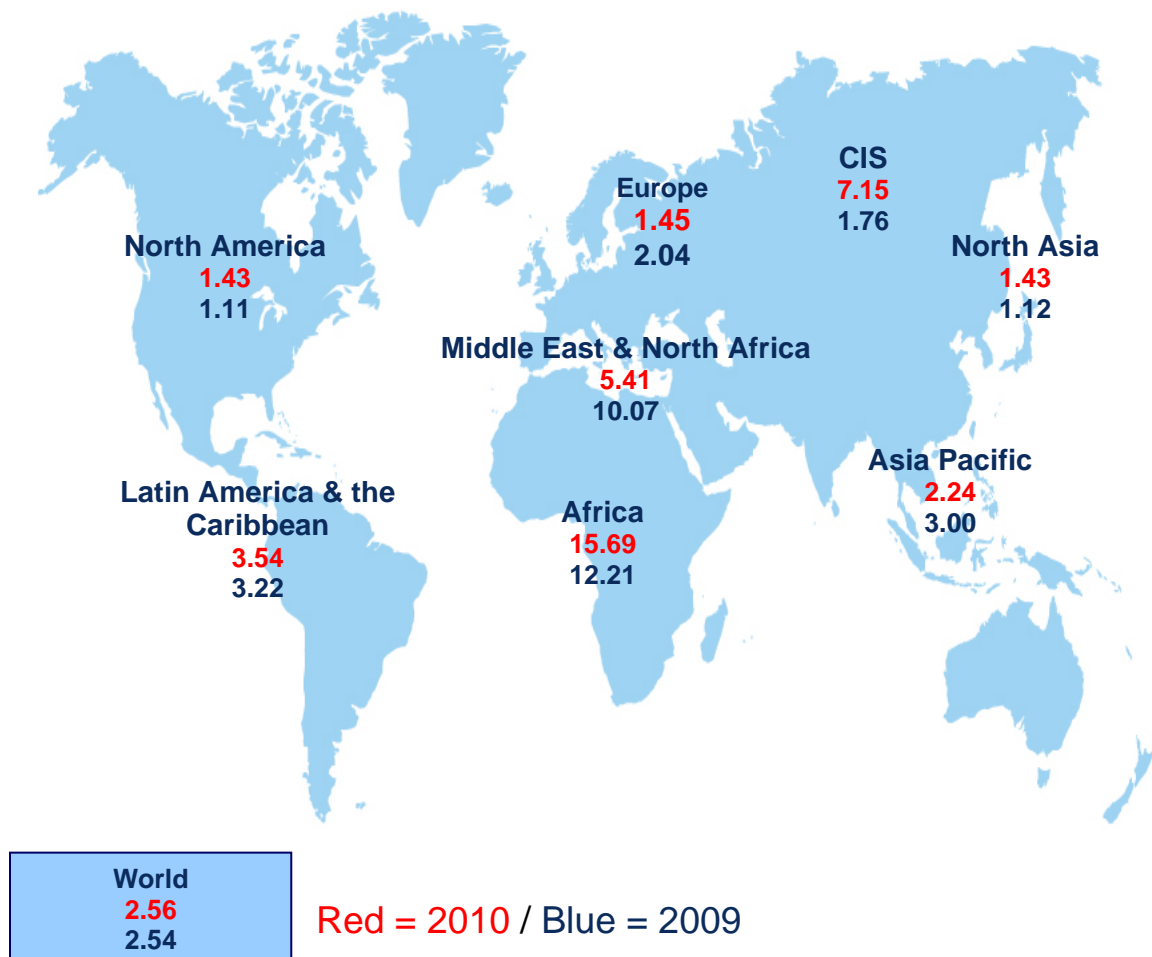 CIS
7.15
1.76
Europe
1.45
2.04
North America
1.43
1.11
North Asia
1.43
1.12
Middle East & North Africa
5.41
10.07
Asia Pacific
2.24
3.00
Latin America & the
Caribbean
3.54
3.22
Africa
15.69
12.21
World
2.56
2.54
Red = 2010 / Blue = 2009